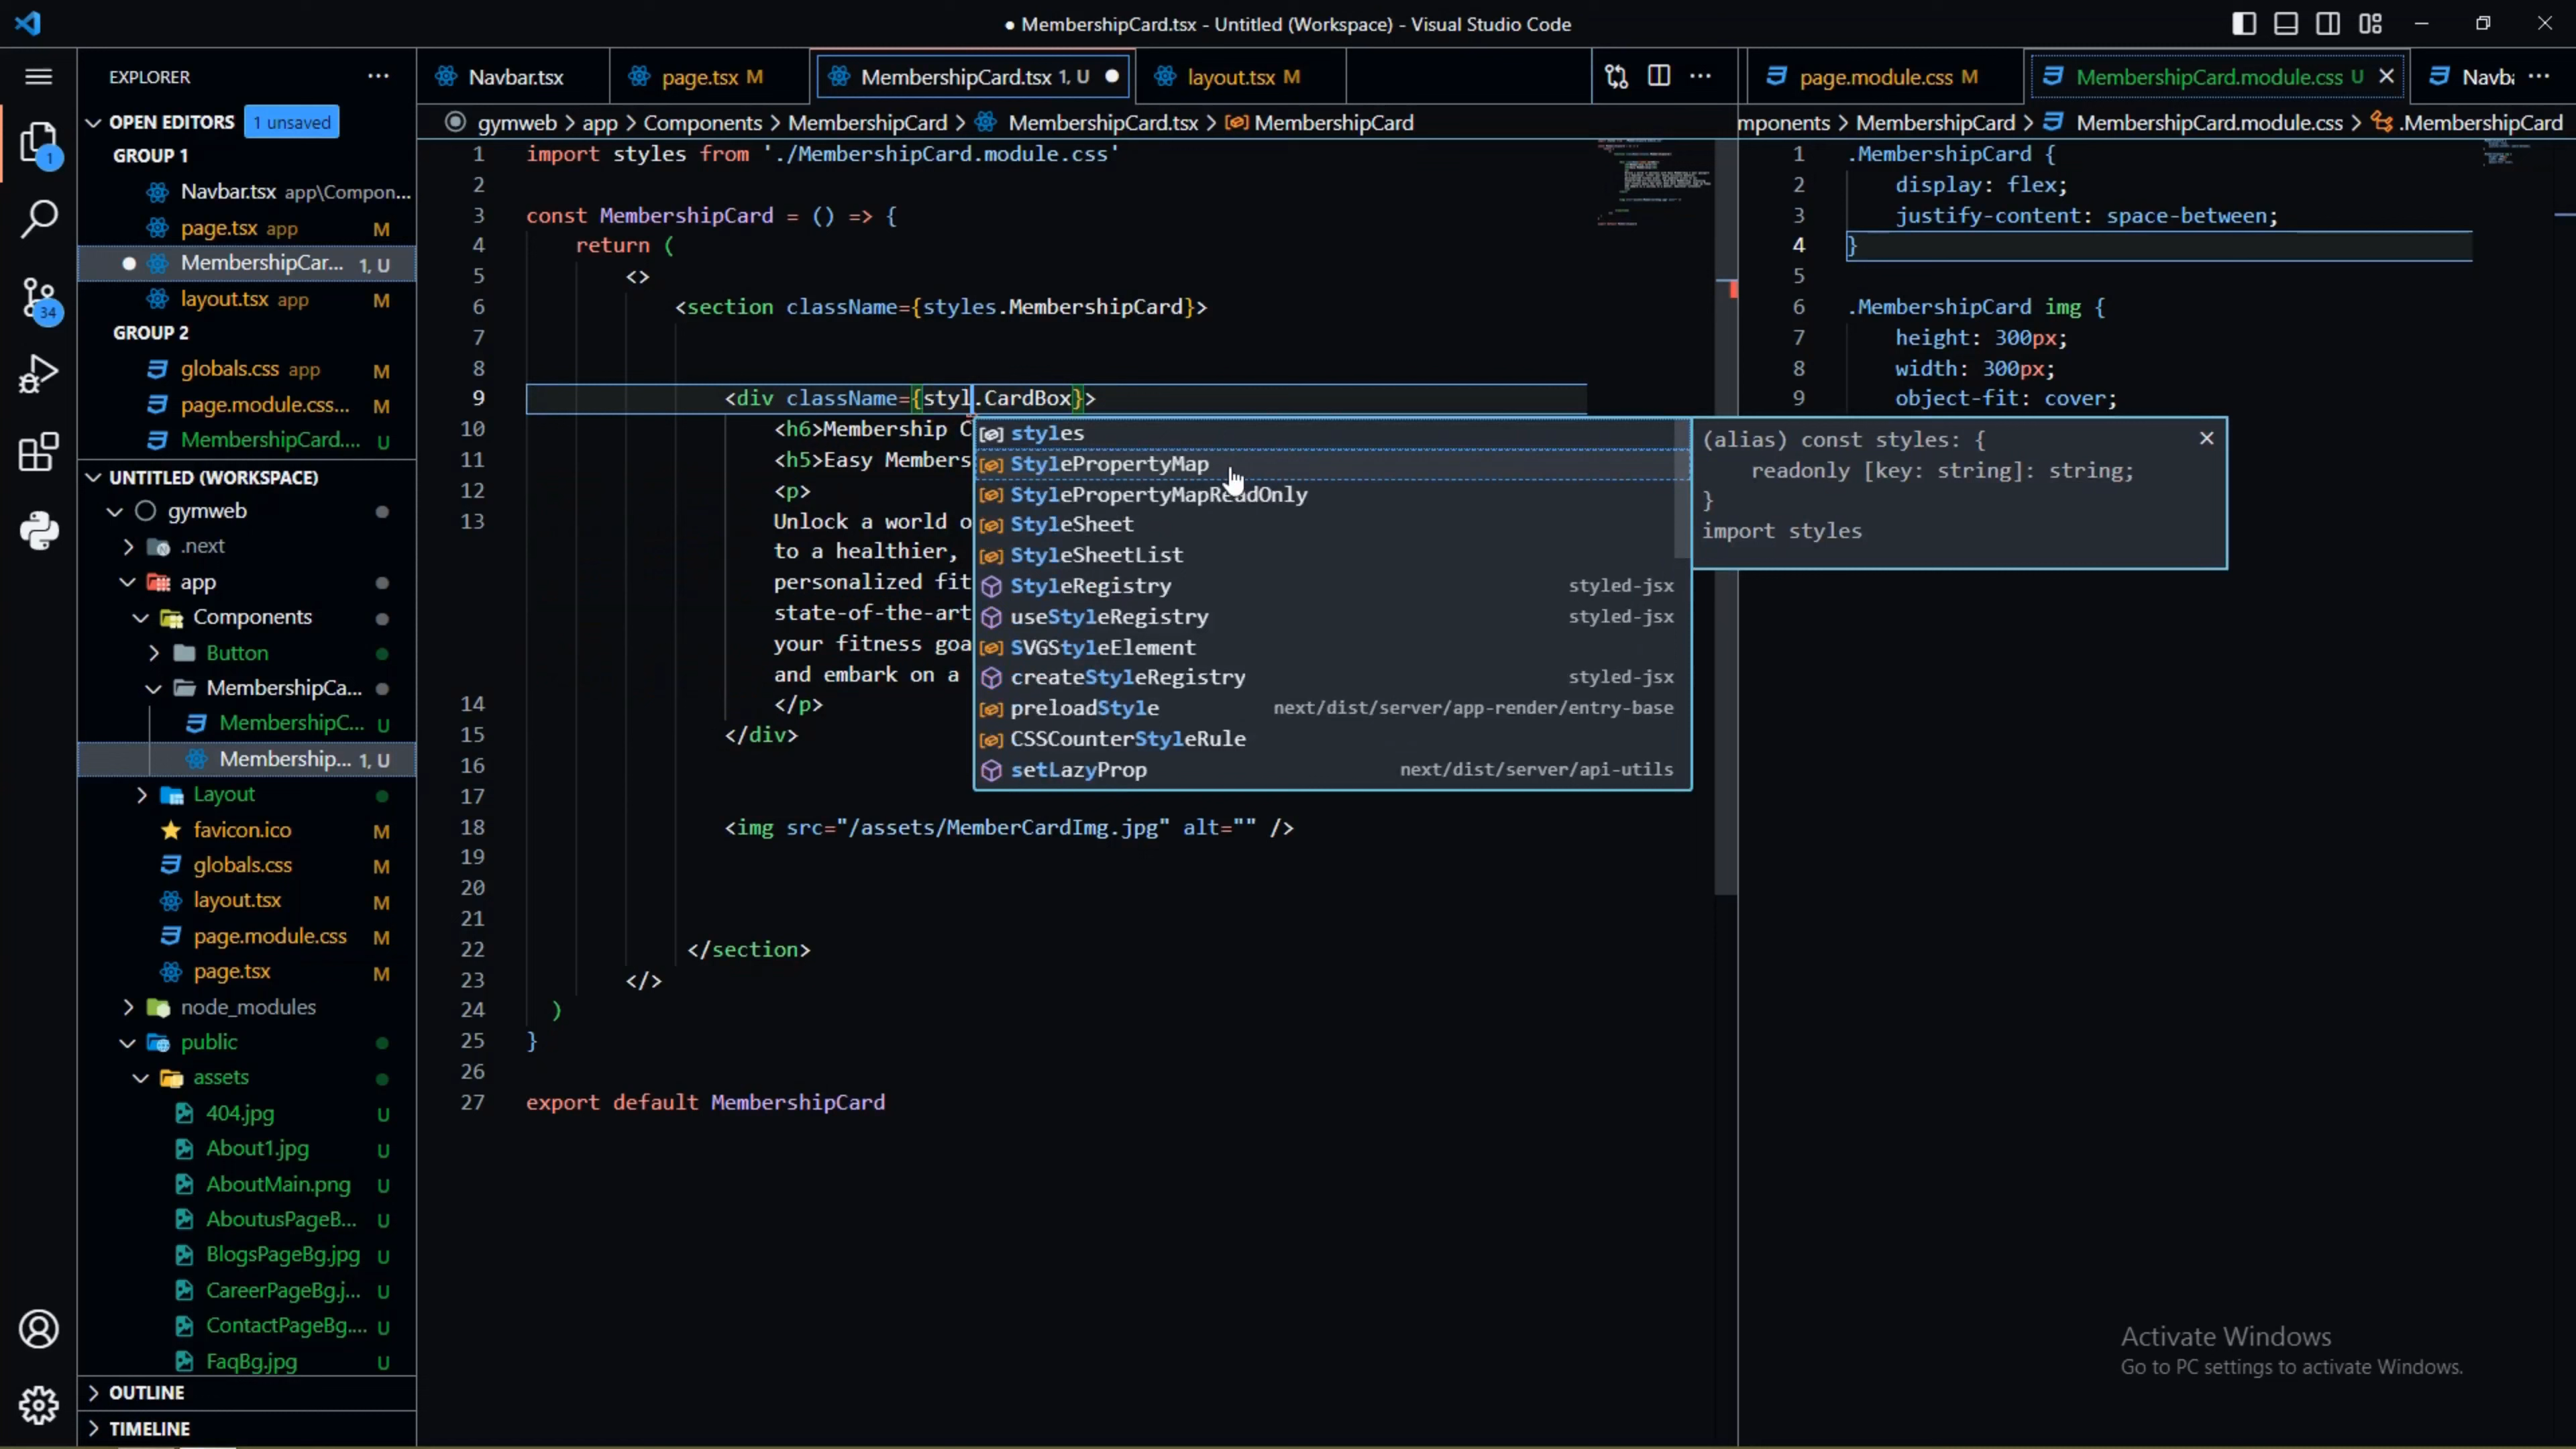 ● MembershipCard.tsx - Untitled (Workspace) - Visual Studio Code
EXPLORER
OPEN EDITORS 1 unsaved
GROUP 1
Navbar.tsx app\Compon...
page.tsx app M
MembershipCar... 1, U
layout.tsx app M
GROUP 2
globals.css app M
page.module.css... M
MembershipCard.... U
UNTITLED (WORKSPACE)
gymweb
.next
app
Components
Button
MembershipCa...
MembershipC... U
Membership... 1, U
Layout
favicon.ico M
globals.css M
layout.tsx M
page.module.css M
page.tsx M
node_modules
public
assets
404.jpg U
About1.jpg U
AboutMain.png U
AboutusPageB... U
BlogsPageBg.jpg U
CareerPageBg.j... U
ContactPageBg.... U
FaqBg.jpg U
OUTLINE
TIMELINE
1
34
Navbar.tsx
page.tsx M
MembershipCard.tsx 1, U
layout.tsx M
gymweb > app > Components > MembershipCard > MembershipCard.tsx > MembershipCard
1 import styles from './MembershipCard.module.css'
2
3 const MembershipCard = () => {
4 return (
5 <>
6 <section className={styles.MembershipCard}>
7
8
9 <div className={styl.CardBox}>
10 <h6>Membership C
11 <h5>Easy Members
12 <p>
13 Unlock a world o
to a healthier,
personalized fit
state-of-the-art
your fitness goa
and embark on a
14 </p>
15 </div>
16
17
18 <img src="/assets/MemberCardImg.jpg" alt="" />
19
20
21
22 </section>
23 </>
24 )
25 }
26
27 export default MembershipCard
styles
StylePropertyMap
StylePropertyMapReadOnly
StyleSheet
StyleSheetList
StyleRegistry styled-jsx
useStyleRegistry styled-jsx
SVGStyleElement
createStyleRegistry styled-jsx
preloadStyle next/dist/server/app-render/entry-base
CSSCounterStyleRule
setLazyProp next/dist/server/api-utils
(alias) const styles: {
readonly [key: string]: string;
}
import styles
page.module.css M
MembershipCard.module.css U
Navba
mponents > MembershipCard > MembershipCard.module.css > .MembershipCard
1 .MembershipCard {
2 display: flex;
3 justify-content: space-between;
4 }
5
6 .MembershipCard img {
7 height: 300px;
8 width: 300px;
9 object-fit: cover;
Activate Windows
Go to PC settings to activate Windows.